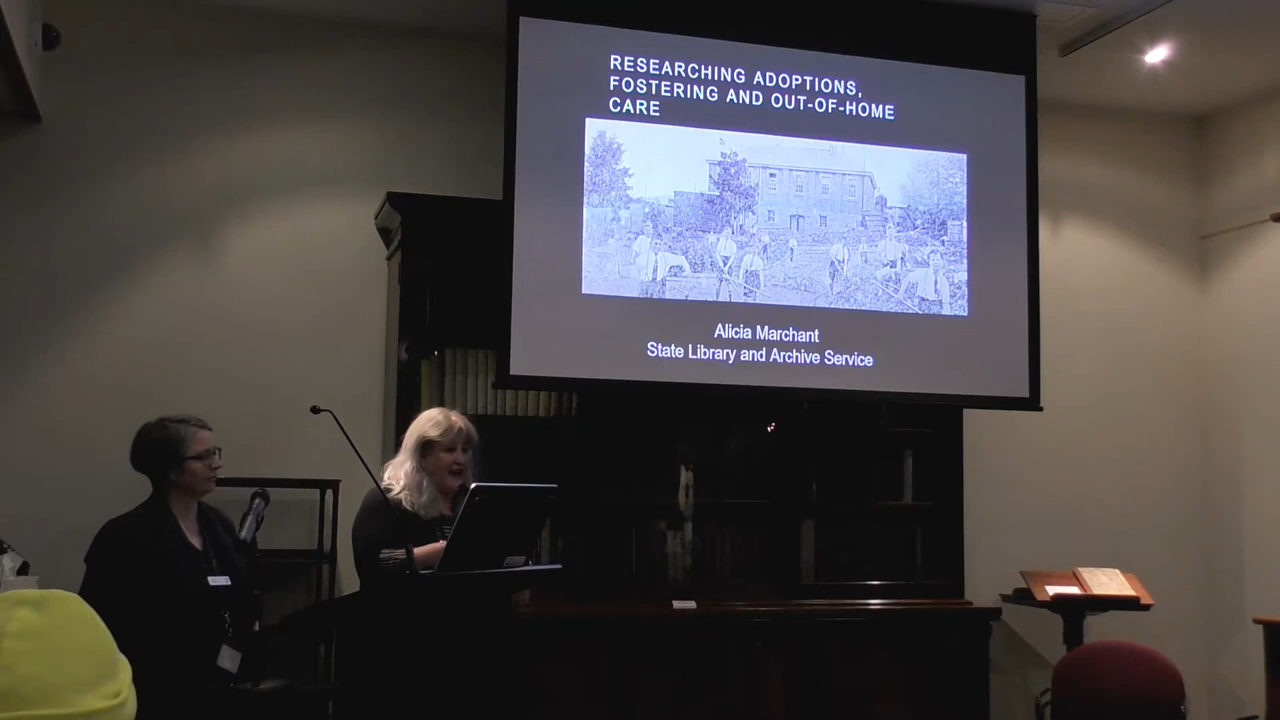 RESEARCHING ADOPTIONS,
FOSTERING AND OUT-OF-HOME
CARE
Alicia Marchant
State Library and Archive Service